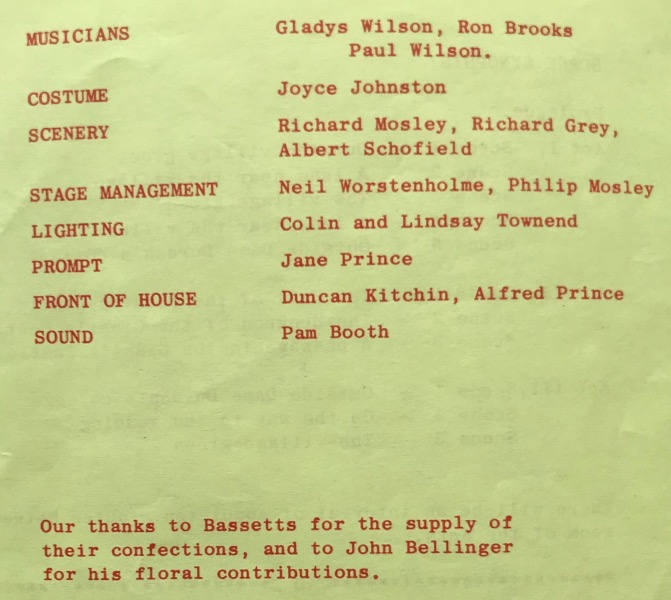 MUSICIANS Gladys Wilson, Ron Brooks
Paul Wilson.
COSTUME Joyce Johnston
SCENERY Richard Mosley, Richard Grey,
Albert Schofield
STAGE MANAGEMENT Neil Worstenholme, Philip Mosley
LIGHTING Colin and Lindsay Townend
PROMPT Jane Prince
FRONT OF HOUSE Duncan Kitchin, Alfred Prince
SOUND Pam Booth
Our thanks to Bassetts for the supply of
their confections, and to John Bellinger
for his floral contributions.